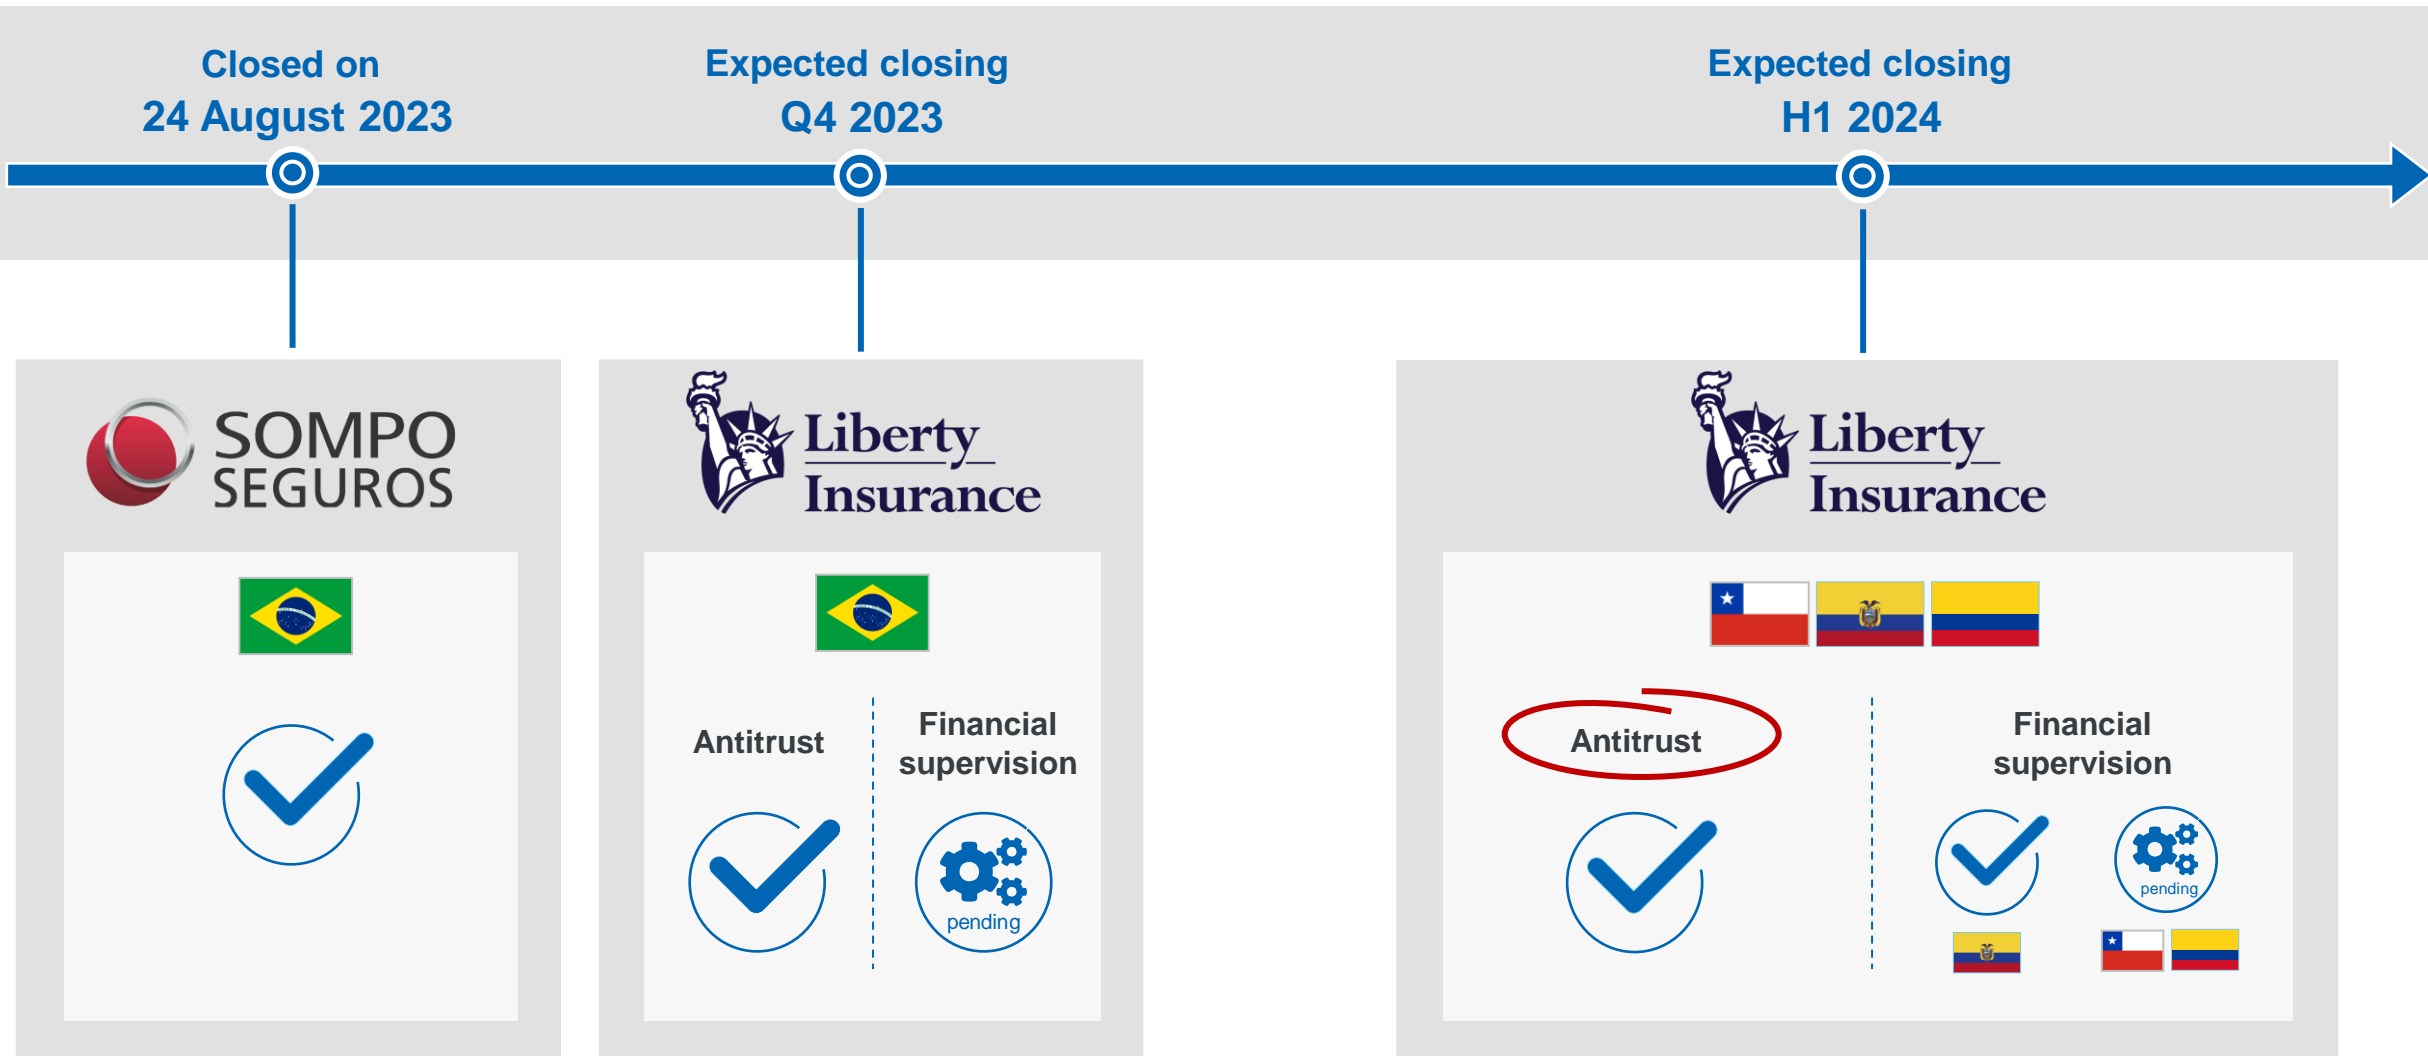 Closed on
24 August 2023
Expected closing
Q4 2023
Expected closing
H1 2024
SOMPO
SEGUROS
Liberty
Insurance
Liberty
Insurance
Antitrust
Financial
supervision
pending
Antitrust
Financial
supervision
pending